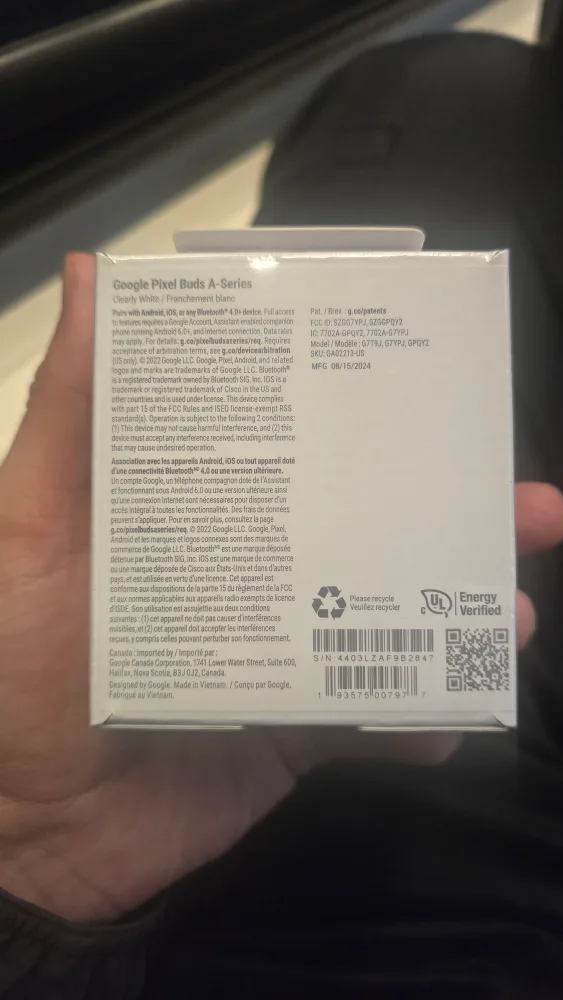 Google Pixel Buds A-Series
Clearly White / Franchement blanc
Pairs with Android, iOS, or any Bluetooth® 4.0+ device. Full access
to features requires a Google Account, Assistant enabled companion
phone running Android 6.0+, and internet connection. Data rates
may apply. For details: g.co/pixelbudsaseries/req. Requires
acceptance of arbitration terms, see g.co/devicearbitration
(US only). © 2022 Google LLC. Google, Pixel, Android, and related
logos and marks are trademarks of Google LLC. Bluetooth®
is a registered trademark owned by Bluetooth SIG, Inc. iOS is a
trademark or registered trademark of Cisco in the US and
other countries and is used under license. This device complies
with part 15 of the FCC Rules and ISED license-exempt RSS
standard(s). Operation is subject to the following 2 conditions:
(1) This device may not cause harmful interference, and (2) this
device must accept any interference received, including interference
that may cause undesired operation.
Association avec les appareils Android, iOS ou tout appareil doté
d'une connectivité Bluetooth® 4.0 ou une version ultérieure.
Un compte Google, un téléphone compagnon doté de l'Assistant
et fonctionnant sous Android 6.0 ou une version ultérieure ainsi
qu'une connexion Internet sont nécessaires pour disposer d'un
accès intégral à toutes les fonctionnalités. Des frais de données
peuvent s'appliquer. Pour en savoir plus, consultez la page
g.co/pixelbudsaseries/req. © 2022 Google LLC. Google, Pixel,
Android et les marques et logos connexes sont des marques de
commerce de Google LLC. Bluetooth® est une marque déposée
détenue par Bluetooth SIG, Inc. iOS est une marque de commerce
ou une marque déposée de Cisco aux États-Unis et dans d'autres
pays, et est utilisée en vertu d'une licence. Cet appareil est
conforme aux dispositions de la partie 15 du règlement de la FCC
et aux normes applicables aux appareils radio exempts de licence
d'ISDE. Son utilisation est assujettie aux deux conditions
suivantes : (1) cet appareil ne doit pas causer d'interférences
nuisibles, et (2) cet appareil doit accepter les interférences
reçues, y compris celles pouvant perturber son fonctionnement.
Canada : Imported by / Importé par :
Google Canada Corporation, 1741 Lower Water Street, Suite 600,
Halifax, Nova Scotia, B3J 0J2, Canada.
Designed by Google. Made in Vietnam. / Conçu par Google.
Fabriqué au Vietnam.
Pat. / Brev. : g.co/patents
FCC ID: SZGG7YPJ, SZGGPQY2
IC: 7702A-GPQY2, 7702A-G7YPJ
Model / Modèle : G779J, G7YPJ, GPQY2
SKU: GA02213-US
MFG 08/15/2024
Please recycle
Veuillez recycler
c UL
Energy
Verified
S/N: 4403LZAF9B2847
1 93575 00797 7